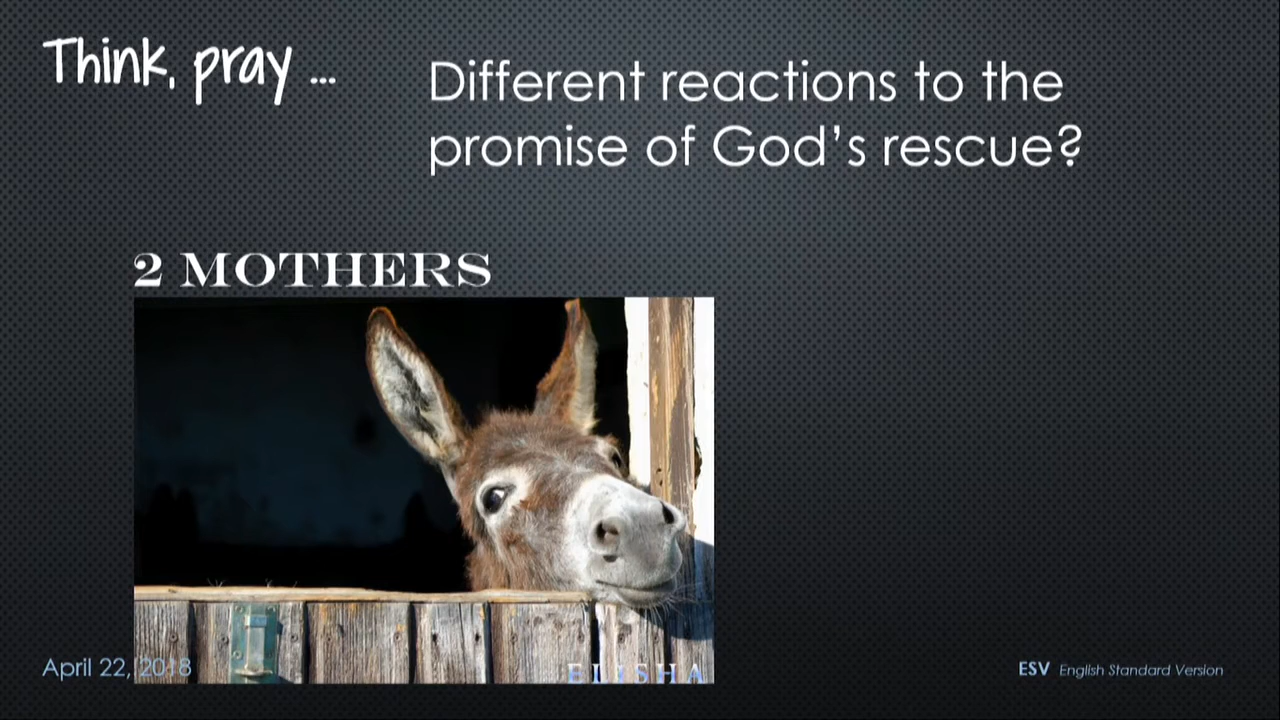 Think, pray ...
Different reactions to the
promise of God's rescue?
2 MOTHERS
ELISHA
April 22, 2018
ESV English Standard Version